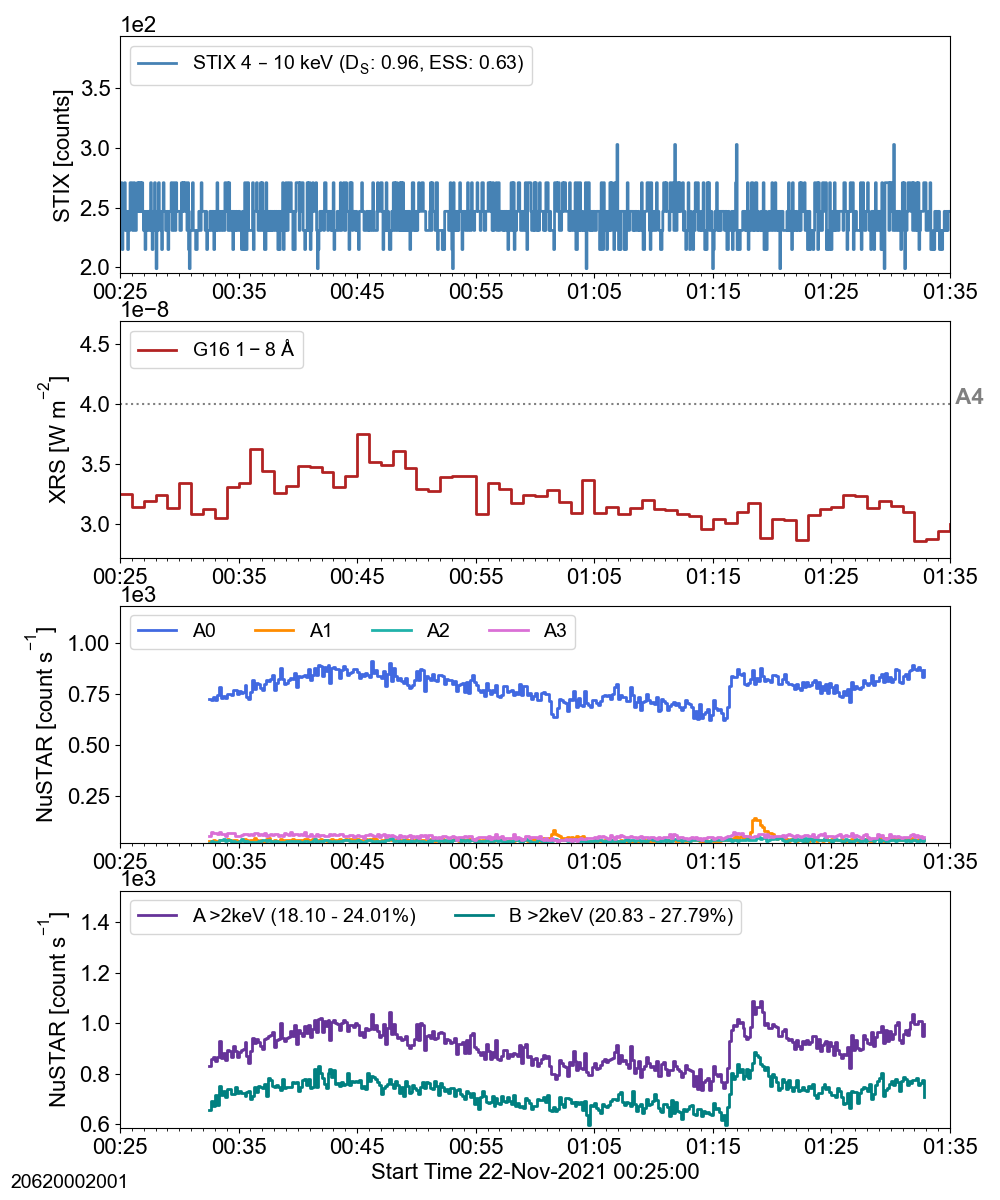 1e2
STIX 4 – 10 keV (DS: 0.96, ESS: 0.63)
STIX [counts]
3.5
3.0
2.5
2.0
00:25 00:35 00:45 00:55 01:05 01:15 01:25 01:35
1e−8
G16 1 – 8 Å
XRS [W m−2]
4.5
4.0
3.5
3.0
A4
00:25 00:35 00:45 00:55 01:05 01:15 01:25 01:35
1e3
A0 A1 A2 A3
NuSTAR [count s−1]
1.00
0.75
0.50
0.25
00:25 00:35 00:45 00:55 01:05 01:15 01:25 01:35
1e3
A >2keV (18.10 - 24.01%) B >2keV (20.83 - 27.79%)
NuSTAR [count s−1]
1.4
1.2
1.0
0.8
0.6
00:25 00:35 00:45 00:55 01:05 01:15 01:25 01:35
Start Time 22-Nov-2021 00:25:00
20620002001